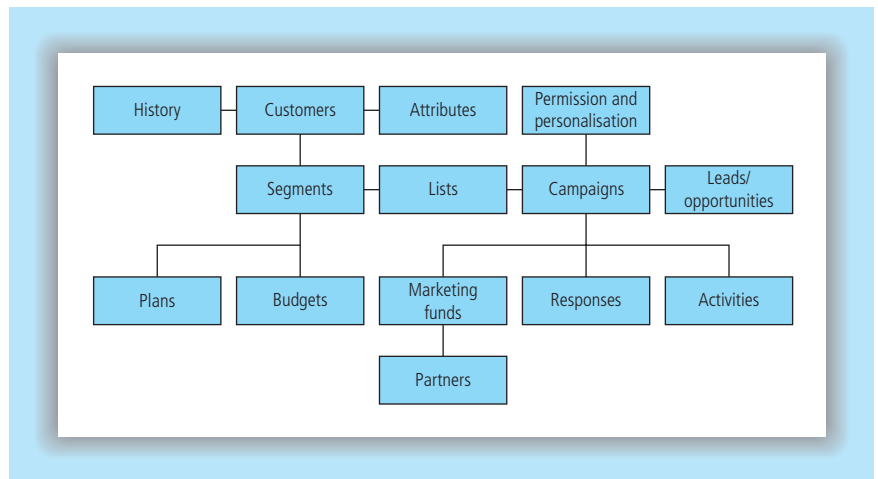 History
Customers
Attributes
Permission and
personalisation
Segments
Lists
Campaigns
Leads/
opportunities
Plans
Budgets
Marketing
funds
Responses
Activities
Partners